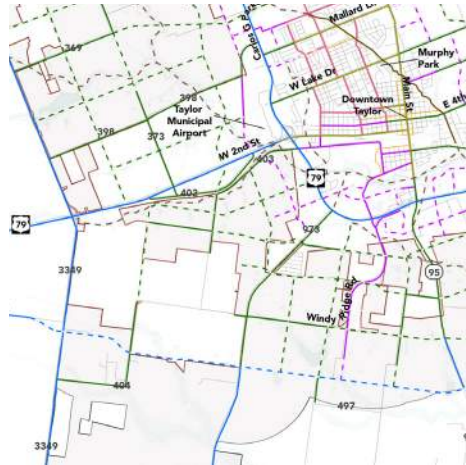 Mallard L
Carlos G
369
Murphy
Park
W Lake Dr
Main St
398
Downtown
Taylor
E 4th
Taylor
Municipal
Airport
398
373
W 2nd St
403
79
402
79
973
3349
95
Windy Ridge Rd
404
497
3349